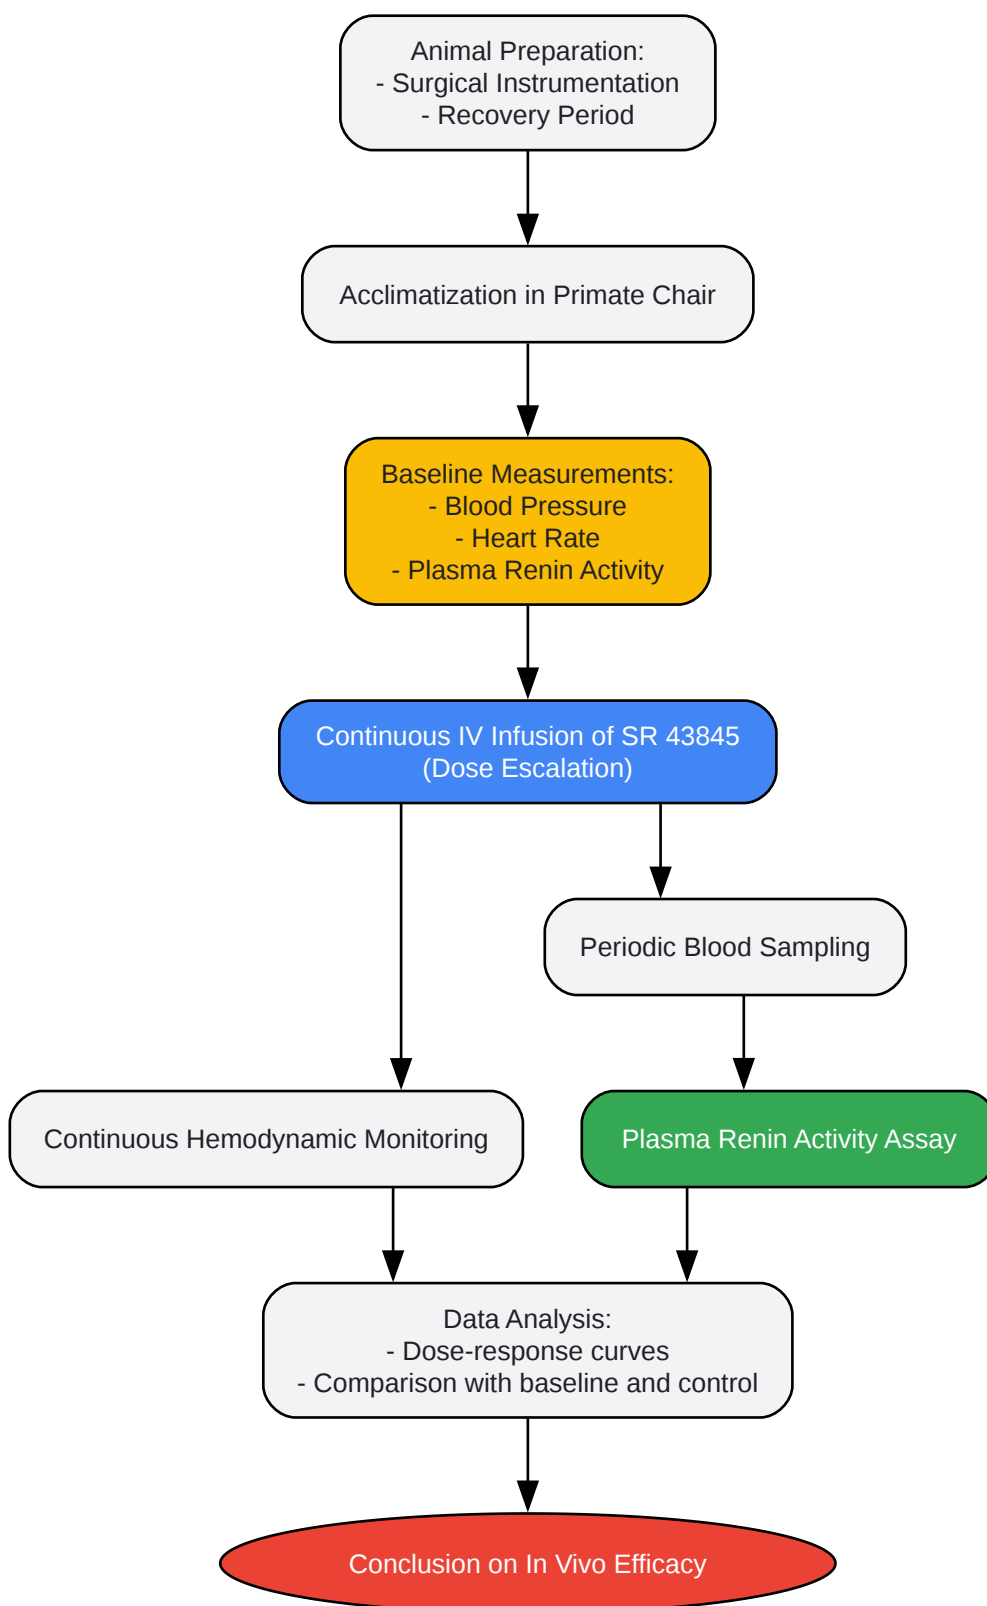 Animal Preparation:
- Surgical Instrumentation
- Recovery Period
Acclimatization in Primate Chair
Baseline Measurements:
- Blood Pressure
- Heart Rate
- Plasma Renin Activity
Continuous IV Infusion of SR 43845
(Dose Escalation)
Periodic Blood Sampling
Continuous Hemodynamic Monitoring
Plasma Renin Activity Assay
Data Analysis:
- Dose-response curves
- Comparison with baseline and control
Conclusion on In Vivo Efficacy